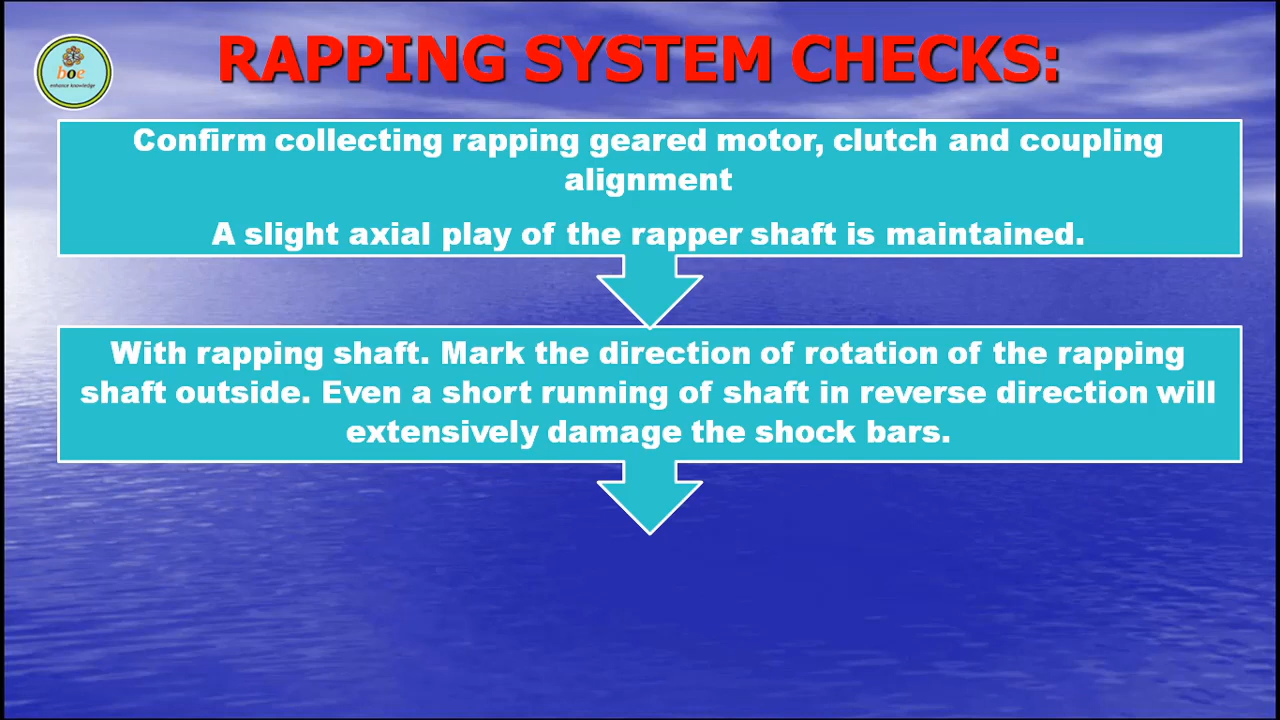 RAPPING SYSTEM CHECKS:
boe
enhance knowledge
Confirm collecting rapping geared motor, clutch and coupling
alignment
A slight axial play of the rapper shaft is maintained.
With rapping shaft. Mark the direction of rotation of the rapping
shaft outside. Even a short running of shaft in reverse direction will
extensively damage the shock bars.